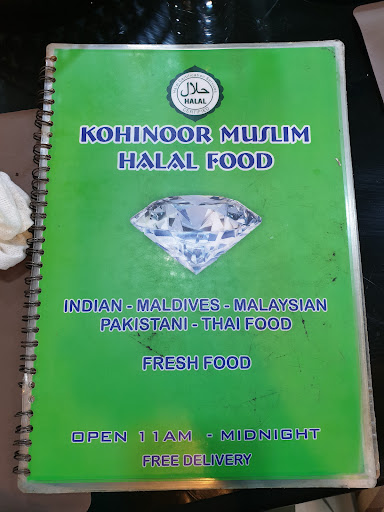 حلال
HALAL
CERTIFIED
KOHINOOR MUSLIM
HALAL FOOD
INDIAN - MALDIVES - MALAYSIAN
PAKISTANI - THAI FOOD
FRESH FOOD
OPEN 11AM - MIDNIGHT
FREE DELIVERY